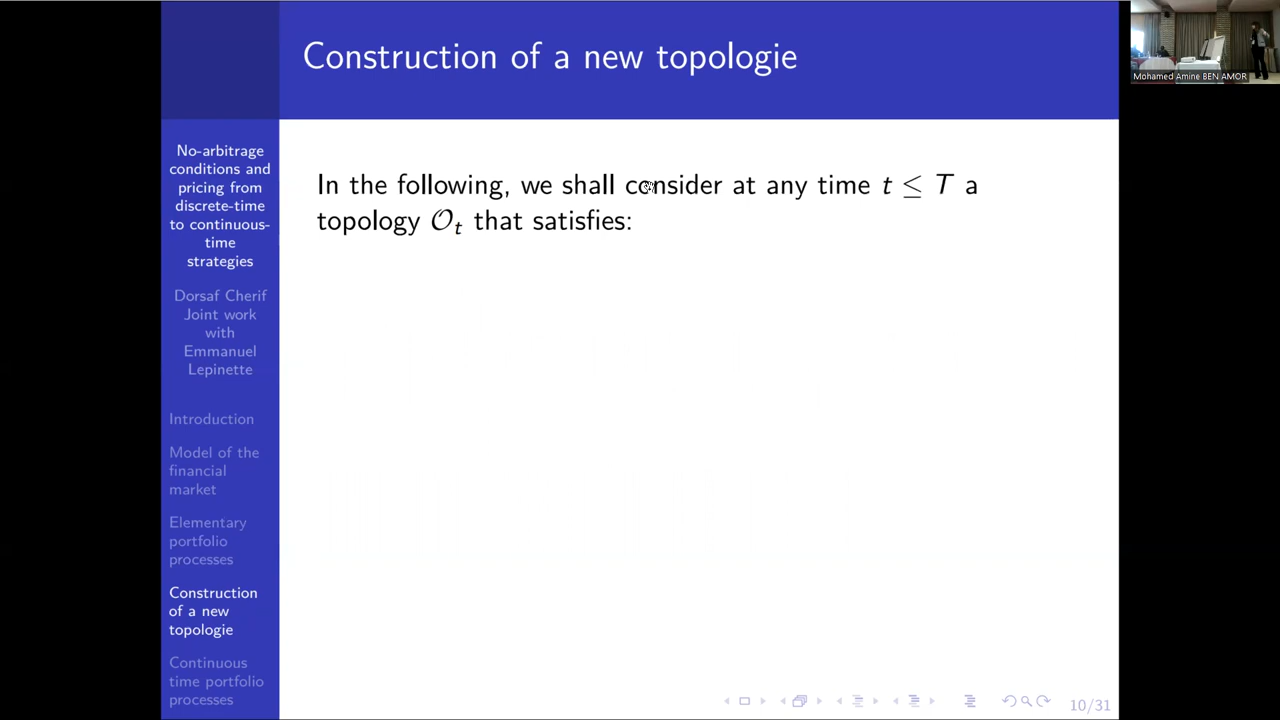 Construction of a new topologie
No-arbitrage
conditions and
pricing from
discrete-time
to continuous-
time
strategies
Dorsaf Cherif
Joint work
with
Emmanuel
Lepinette
Introduction
Model of the
financial
market
Elementary
portfolio
processes
Construction
of a new
topologie
Continuous
time portfolio
processes
In the following, we shall consider at any time t ≤ T a
topology 𝒪ₜ that satisfies:
10/31
Mohamed Amine BEN AMOR